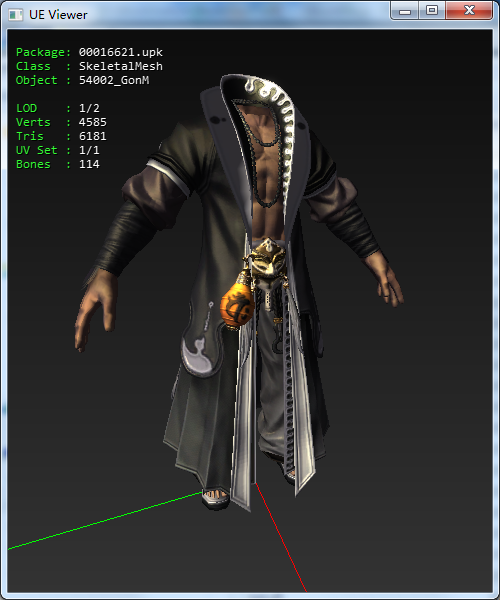 UE Viewer
Package: 00016621.upk
Class : SkeletalMesh
Object : 54002_GonM
LOD : 1/2
Verts : 4585
Tris : 6181
UV Set : 1/1
Bones : 114